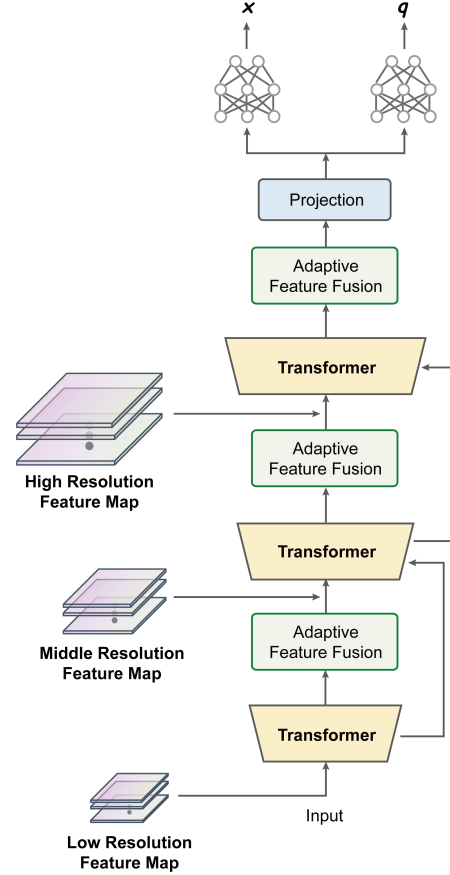 x
q
Projection
Adaptive
Feature Fusion
Transformer
High Resolution
Feature Map
Adaptive
Feature Fusion
Transformer
Middle Resolution
Feature Map
Adaptive
Feature Fusion
Transformer
Input
Low Resolution
Feature Map